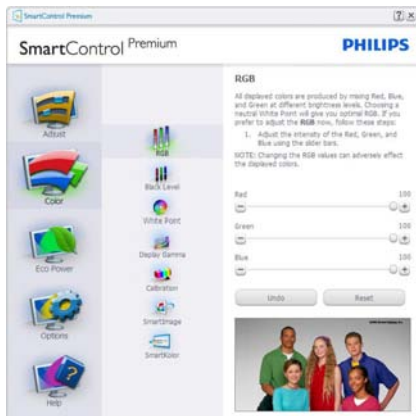 SmartControl Premium
SmartControl Premium
PHILIPS
Adjust
Color
Eco Power
Options
Help
RGB
Black Level
White Point
Display Gamma
Calibration
SmartImage
SmartKolor
RGB
All displayed colors are produced by mixing Red, Blue,
and Green at different brightness levels. Choosing a
neutral White Point will give you optimal RGB. If you
prefer to adjust the RGB now, follow these steps:
1. Adjust the intensity of the Red, Green, and
Blue using the slider bars.
NOTE: Changing the RGB values can adversely effect
the displayed colors.
Red 100
Green 100
Blue 100
Undo Reset